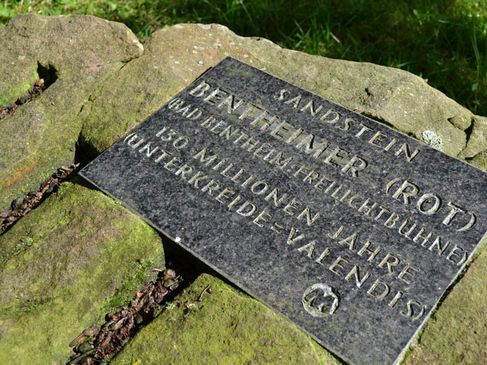 SANDSTEIN
BENTHEIMER (ROT)
(BAD BENTHEIM-FREILICHTBÜHNE)
130 MILLIONEN JAHRE
(UNTERKREIDE=VALENDIS)